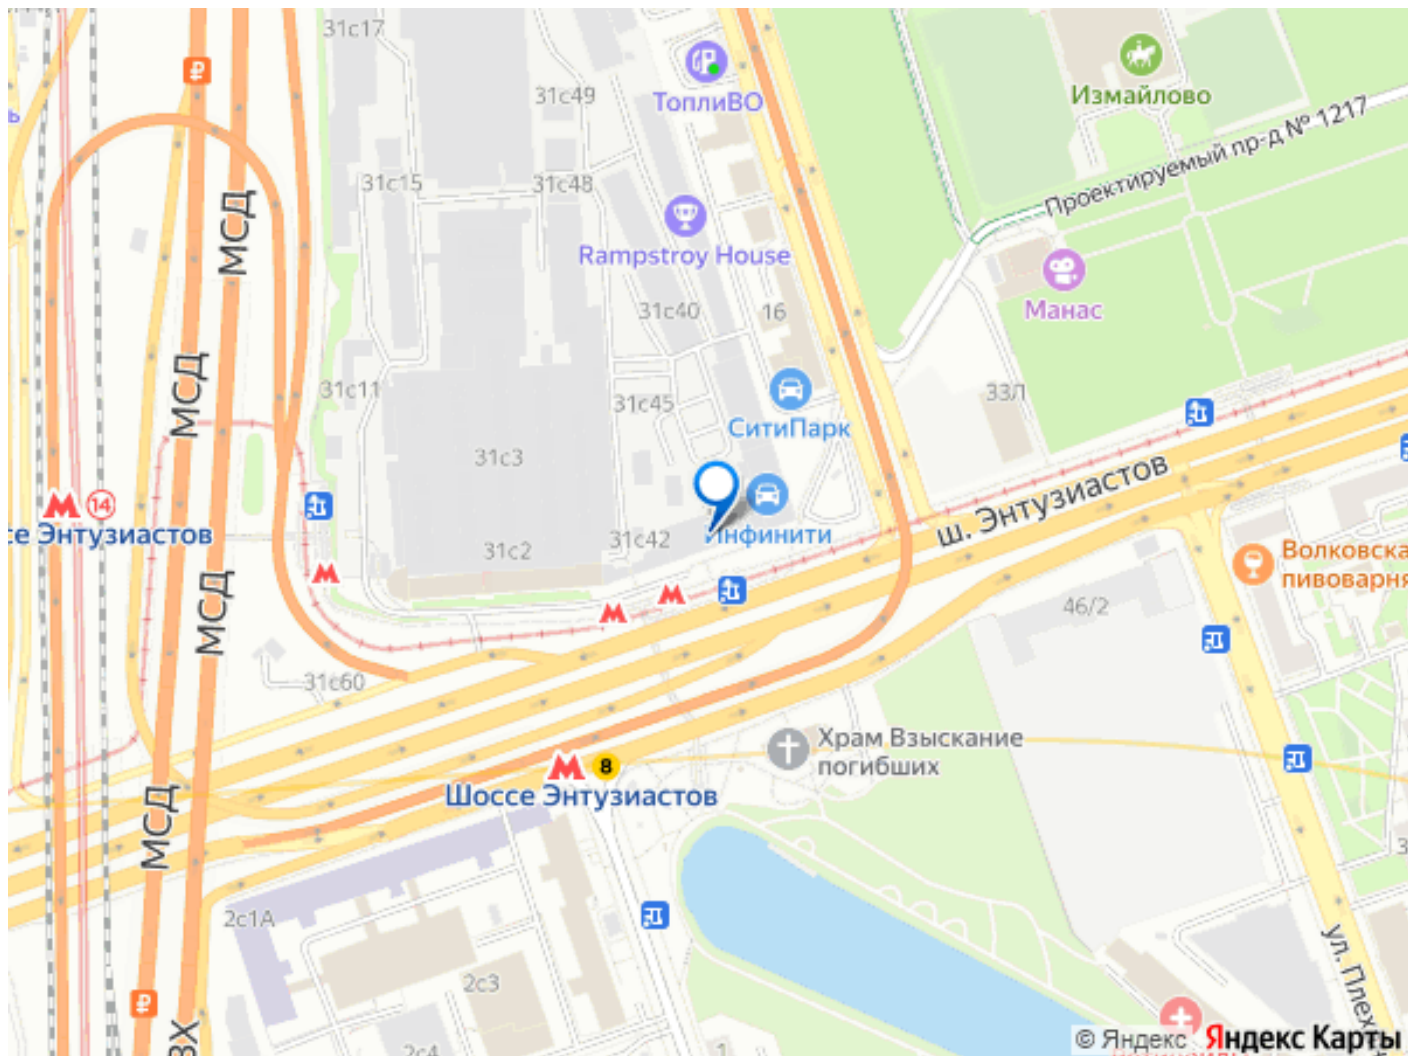 31с17
₽
ТоплиВО
Измайлово
31с49
Проектируемый пр-д № 1217
31с15
31с48
МСД
Rampstroy House
Манас
31с40
16
МСД
31с11
31с45
33Л
СитиПарк
31с3
ш. Энтузиастов
М 14
се Энтузиастов
М
31с2
31с42
Инфинити
Волковска
пивоварня
М
М
46/2
МСД
31с60
Храм Взыскание
погибших
М 8
Шоссе Энтузиастов
МСД
2с1А
2с3
ул. Плех
₽
2с4
1
© Яндекс Яндекс Карты